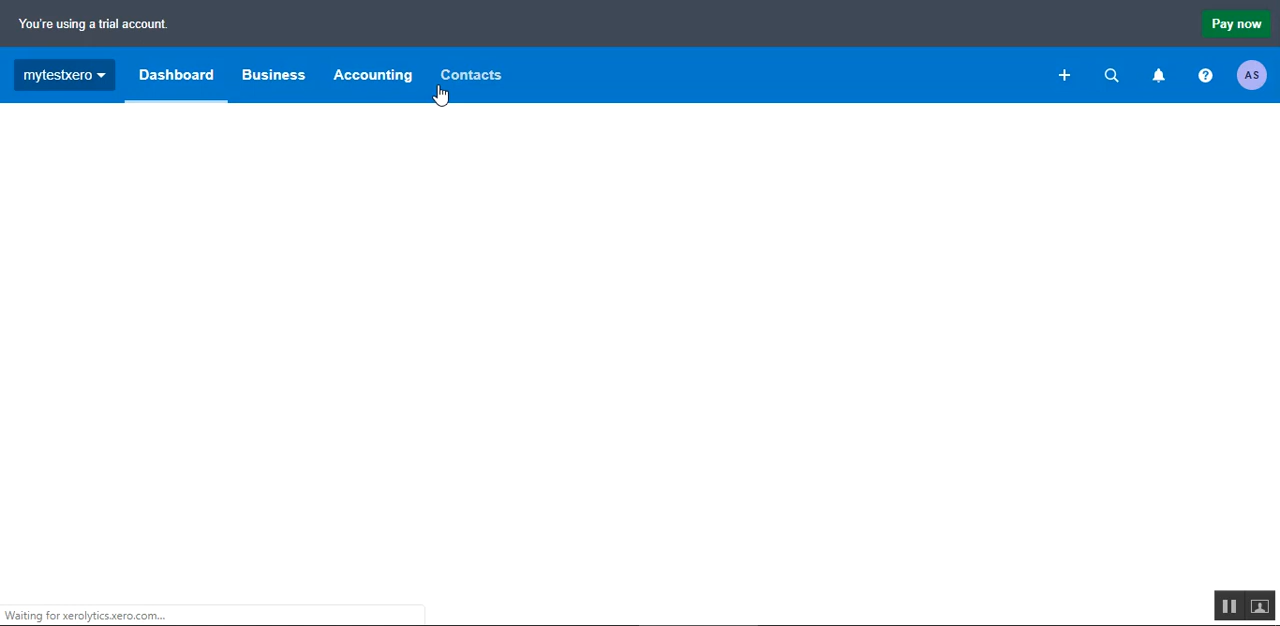 You're using a trial account.
Pay now
mytestxero Dashboard Business Accounting Contacts AS
Waiting for xerolytics.xero.com...